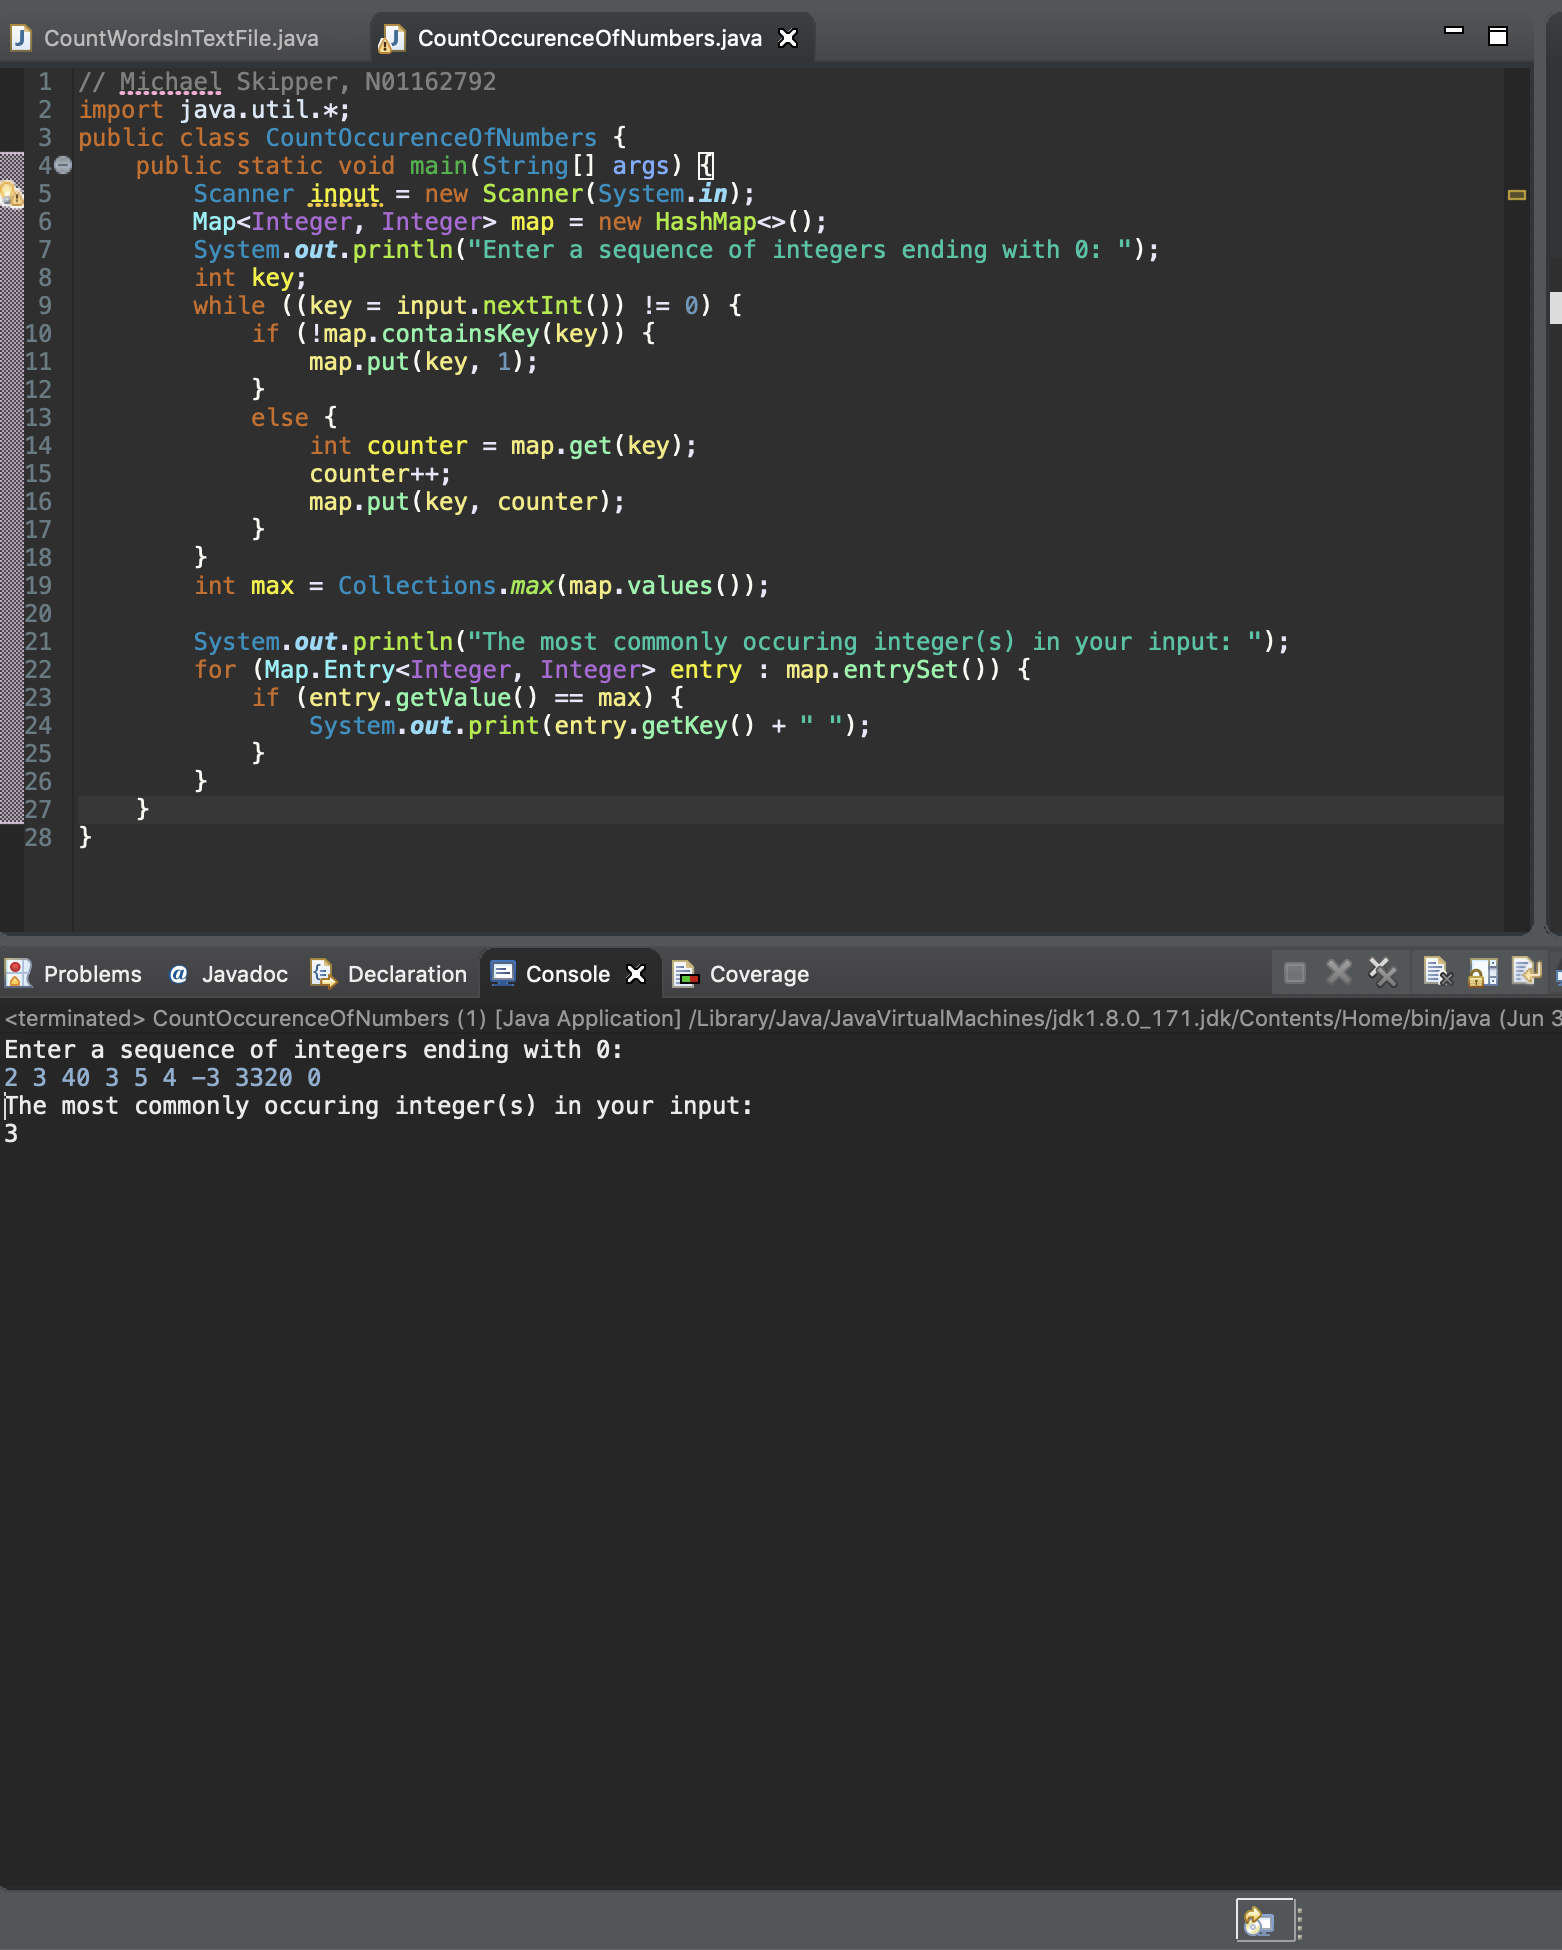 CountWordsInTextFile.java CountOccurenceOfNumbers.java
1 // Michael Skipper, N01162792
2 import java.util.*;
3 public class CountOccurenceOfNumbers {
4     public static void main(String[] args) {
5         Scanner input = new Scanner(System.in);
6         Map<Integer, Integer> map = new HashMap<>();
7         System.out.println("Enter a sequence of integers ending with 0: ");
8         int key;
9         while ((key = input.nextInt()) != 0) {
10             if (!map.containsKey(key)) {
11                 map.put(key, 1);
12             }
13             else {
14                 int counter = map.get(key);
15                 counter++;
16                 map.put(key, counter);
17             }
18         }
19         int max = Collections.max(map.values());
20
21         System.out.println("The most commonly occuring integer(s) in your input: ");
22         for (Map.Entry<Integer, Integer> entry : map.entrySet()) {
23             if (entry.getValue() == max) {
24                 System.out.print(entry.getKey() + " ");
25             }
26         }
27     }
28 }
Problems @ Javadoc Declaration Console Coverage
<terminated> CountOccurenceOfNumbers (1) [Java Application] /Library/Java/JavaVirtualMachines/jdk1.8.0_171.jdk/Contents/Home/bin/java (Jun 3
Enter a sequence of integers ending with 0:
2 3 40 3 5 4 -3 3320 0
The most commonly occuring integer(s) in your input:
3